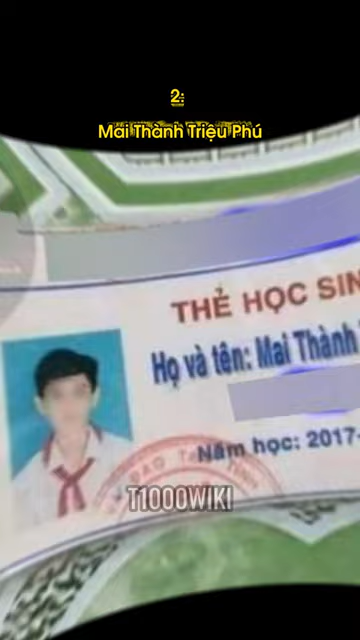 2:
Mai Thành Triệu Phú
THẺ HỌC SIN
Họ và tên: Mai Thành
Năm học: 2017-
T1000WIKI